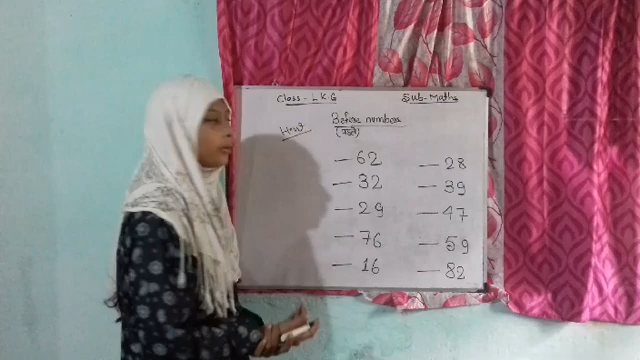 Class - L.K.G
Sub-Maths
Before numbers
H.W
(पहले)
— 62
— 28
— 32
— 39
— 29
— 47
— 76
— 59
— 16
— 82